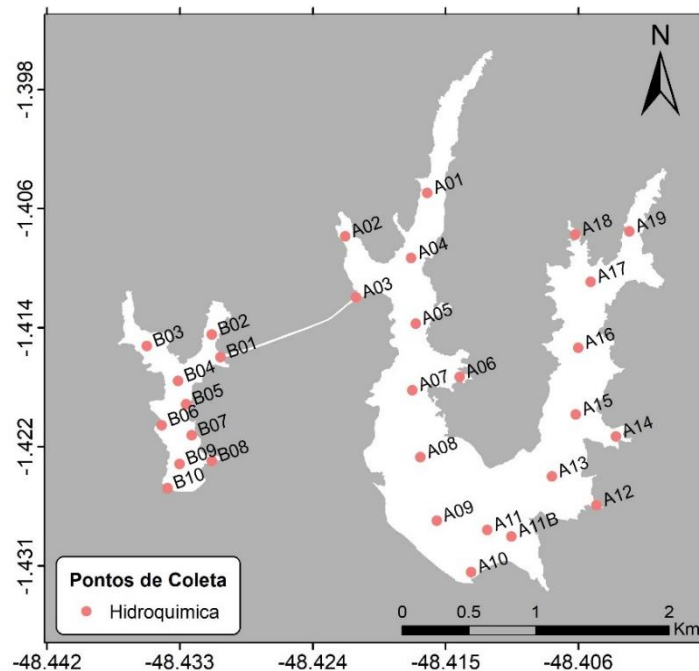 N
-1.398
-1.406
-1.414
-1.422
-1.431
A01
A02
A04
A18
A19
A03
A17
A05
B02
B03
B01
A16
B04
A06
A07
B05
A15
B06
B07
A14
A08
B09
B08
A13
B10
A12
A09
A11
A11B
A10
Pontos de Coleta
Hidroquimica
0 0.5 1 2
Km
-48.442 -48.433 -48.424 -48.415 -48.406